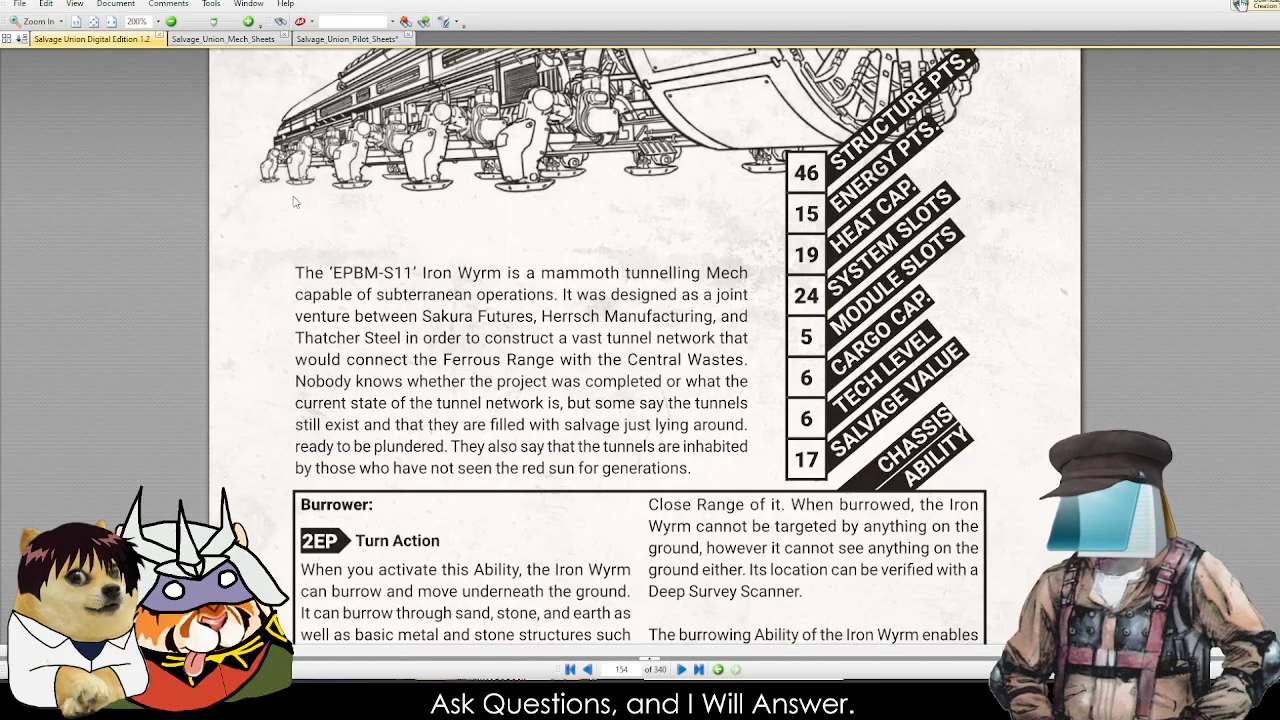 File Edit View Document Comments Tools Window Help
Zoom In 200%
Salvage Union Digital Edition 1.2 Salvage_Union_Mech_Sheets Salvage_Union_Pilot_Sheets*
Creation
46 STRUCTURE PTS.
15 ENERGY PTS.
19 HEAT CAP.
24 SYSTEM SLOTS
5 MODULE SLOTS
6 CARGO CAP.
6 TECH LEVEL
17 SALVAGE VALUE
CHASSIS
ABILITY
The ‘EPBM-S11’ Iron Wyrm is a mammoth tunnelling Mech
capable of subterranean operations. It was designed as a joint
venture between Sakura Futures, Herrsch Manufacturing, and
Thatcher Steel in order to construct a vast tunnel network that
would connect the Ferrous Range with the Central Wastes.
Nobody knows whether the project was completed or what the
current state of the tunnel network is, but some say the tunnels
still exist and that they are filled with salvage just lying around.
ready to be plundered. They also say that the tunnels are inhabited
by those who have not seen the red sun for generations.
Burrower:
2EP Turn Action
When you activate this Ability, the Iron Wyrm
can burrow and move underneath the ground.
It can burrow through sand, stone, and earth as
well as basic metal and stone structures such
Close Range of it. When burrowed, the Iron
Wyrm cannot be targeted by anything on the
ground, however it cannot see anything on the
ground either. Its location can be verified with a
Deep Survey Scanner.
The burrowing Ability of the Iron Wyrm enables
154 of 340
Ask Questions, and I Will Answer.